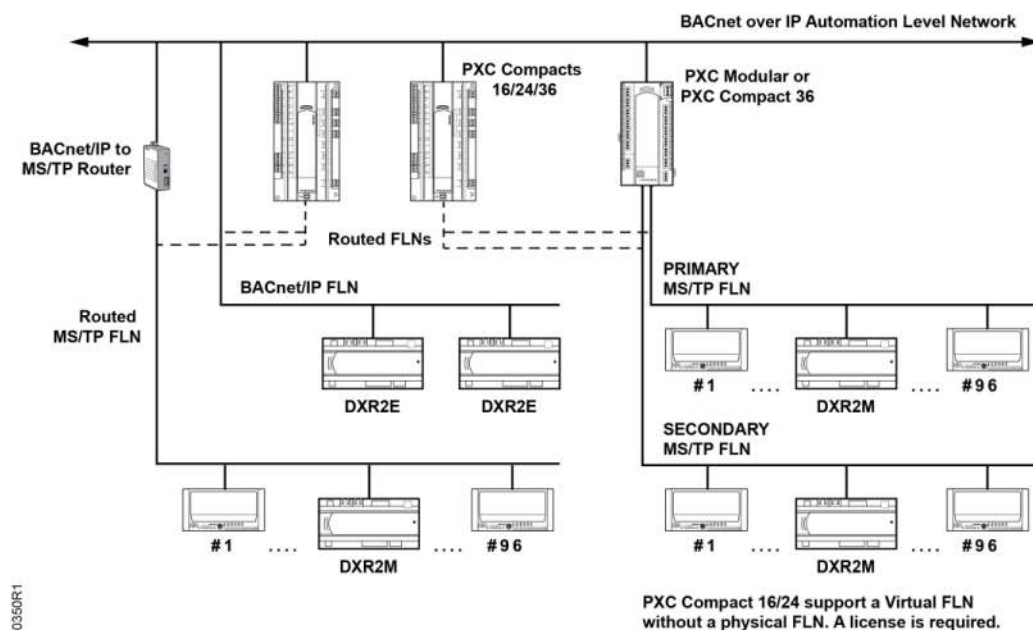 BACnet over IP Automation Level Network
PXC Compacts
16/24/36
PXC Modular or
PXC Compact 36
BACnet/IP to
MS/TP Router
Routed FLNs
BACnet/IP FLN
PRIMARY
MS/TP FLN
Routed
MS/TP FLN
#1
....
DXR2M
....
#96
DXR2E
DXR2E
SECONDARY
MS/TP FLN
#1
....
DXR2M
....
#96
#1
....
DXR2M
....
#96
PXC Compact 16/24 support a Virtual FLN
without a physical FLN. A license is required.
0350R1